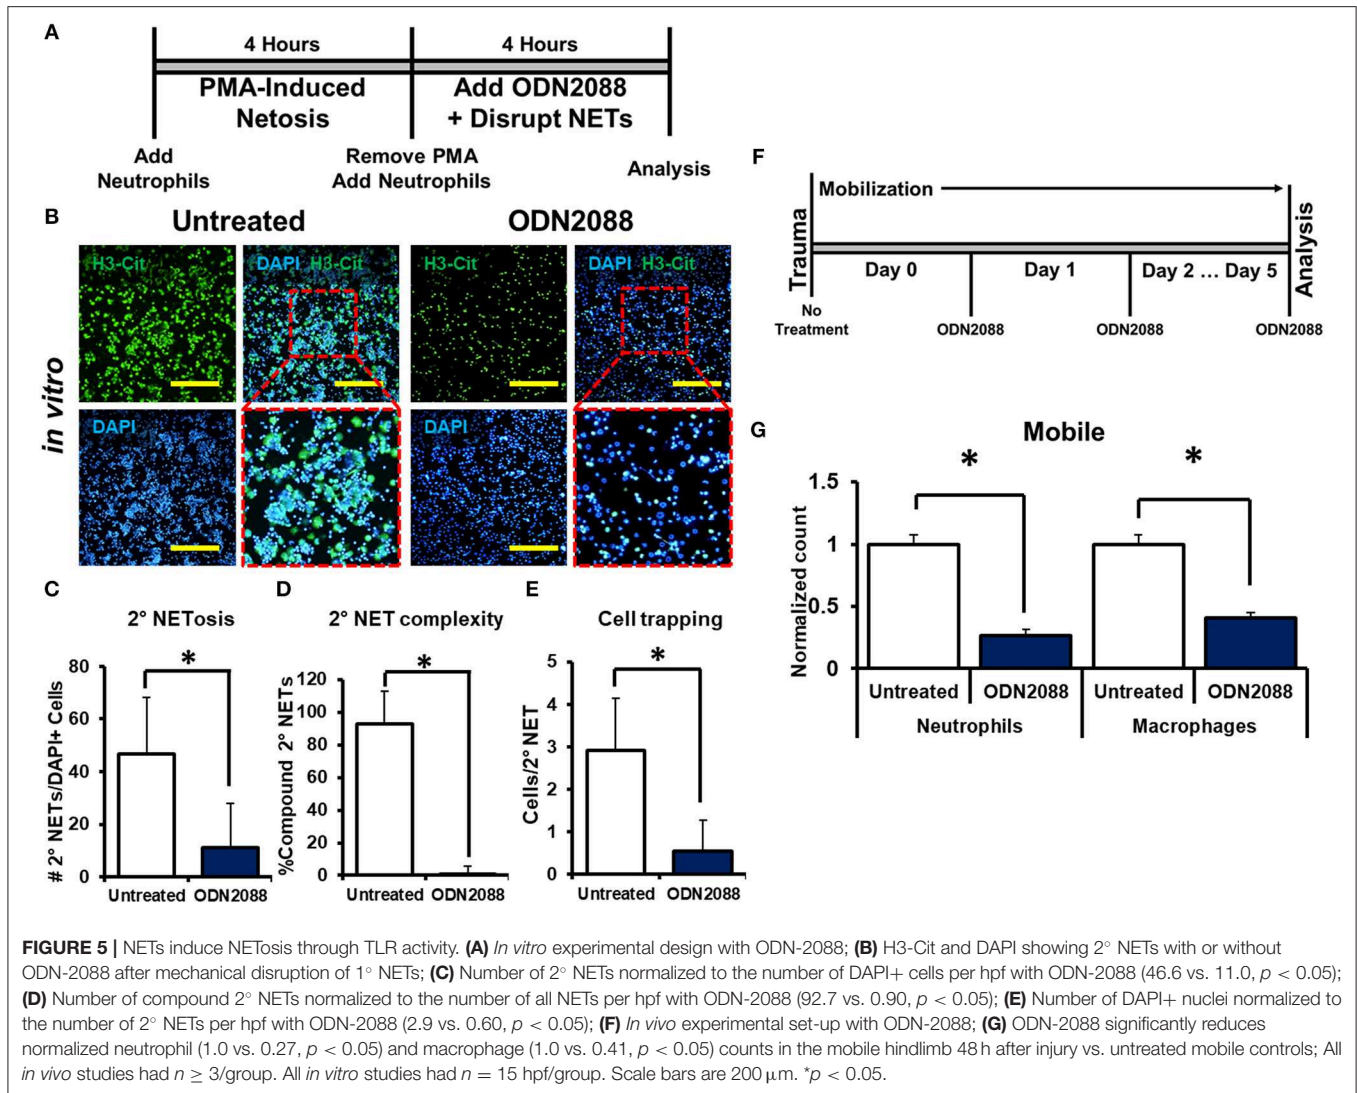 A
4 Hours
4 Hours
PMA-Induced
Netosis
Add ODN2088
+ Disrupt NETs
Add
Neutrophils
Remove PMA
Add Neutrophils
Analysis
B
Untreated
ODN2088
in vitro
H3-Cit
DAPI H3-Cit
H3-Cit
DAPI H3-Cit
DAPI
DAPI
C
2° NETosis
*
# 2° NETs/DAPI+ Cells
80
60
40
20
0
Untreated
ODN2088
D
2° NET complexity
*
%Compound 2° NETs
120
100
80
60
40
20
0
Untreated
ODN2088
E
Cell trapping
*
Cells/2° NET
5
4
3
2
1
0
Untreated
ODN2088
F
Trauma
Mobilization
Analysis
Day 0
Day 1
Day 2 ... Day 5
No
Treatment
ODN2088
ODN2088
ODN2088
G
Mobile
*
*
Normalized count
1.5
1
0.5
0
Untreated
ODN2088
Untreated
ODN2088
Neutrophils
Macrophages
FIGURE 5 | NETs induce NETosis through TLR activity. (A) In vitro experimental design with ODN-2088; (B) H3-Cit and DAPI showing 2° NETs with or without
ODN-2088 after mechanical disruption of 1° NETs; (C) Number of 2° NETs normalized to the number of DAPI+ cells per hpf with ODN-2088 (46.6 vs. 11.0, p < 0.05);
(D) Number of compound 2° NETs normalized to the number of all NETs per hpf with ODN-2088 (92.7 vs. 0.90, p < 0.05); (E) Number of DAPI+ nuclei normalized to
the number of 2° NETs per hpf with ODN-2088 (2.9 vs. 0.60, p < 0.05); (F) In vivo experimental set-up with ODN-2088; (G) ODN-2088 significantly reduces
normalized neutrophil (1.0 vs. 0.27, p < 0.05) and macrophage (1.0 vs. 0.41, p < 0.05) counts in the mobile hindlimb 48 h after injury vs. untreated mobile controls; All
in vivo studies had n ≥ 3/group. All in vitro studies had n = 15 hpf/group. Scale bars are 200 μm. *p < 0.05.